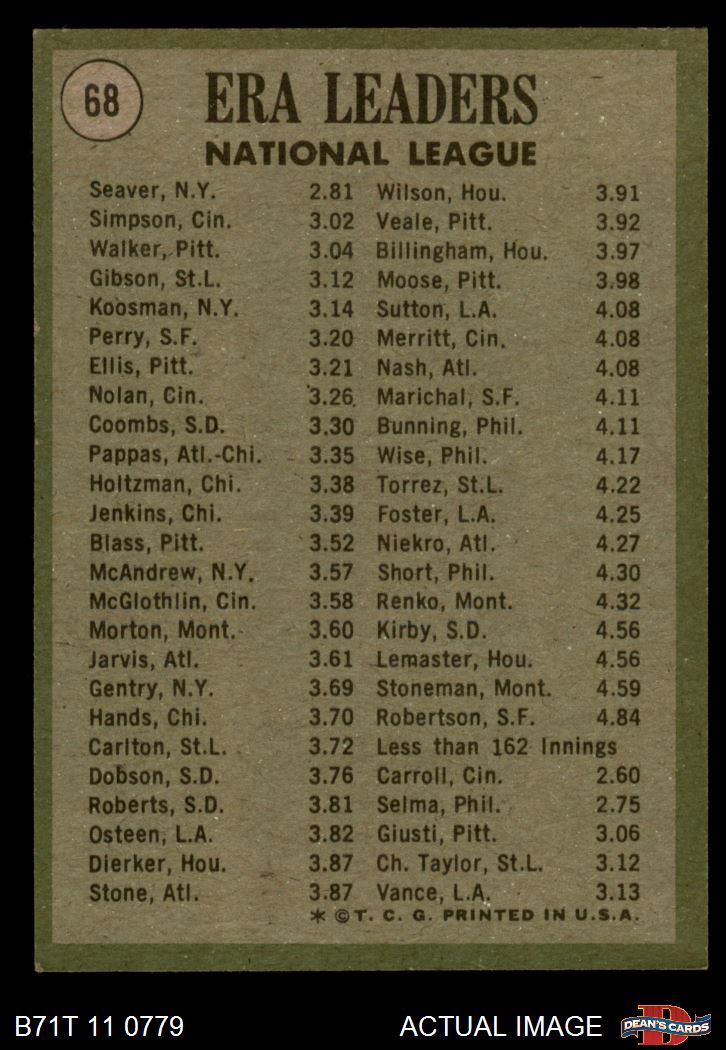 68
ERA LEADERS
NATIONAL LEAGUE
Seaver, N.Y. 2.81
Simpson, Cin. 3.02
Walker, Pitt. 3.04
Gibson, St.L. 3.12
Koosman, N.Y. 3.14
Perry, S.F. 3.20
Ellis, Pitt. 3.21
Nolan, Cin. 3.26
Coombs, S.D. 3.30
Pappas, Atl.-Chi. 3.35
Holtzman, Chi. 3.38
Jenkins, Chi. 3.39
Blass, Pitt. 3.52
McAndrew, N.Y. 3.57
McGlothlin, Cin. 3.58
Morton, Mont. 3.60
Jarvis, Atl. 3.61
Gentry, N.Y. 3.69
Hands, Chi. 3.70
Carlton, St.L. 3.72
Dobson, S.D. 3.76
Roberts, S.D. 3.81
Osteen, L.A. 3.82
Dierker, Hou. 3.87
Stone, Atl. 3.87
Wilson, Hou. 3.91
Veale, Pitt. 3.92
Billingham, Hou. 3.97
Moose, Pitt. 3.98
Sutton, L.A. 4.08
Merritt, Cin. 4.08
Nash, Atl. 4.08
Marichal, S.F. 4.11
Bunning, Phil. 4.11
Wise, Phil. 4.17
Torrez, St.L. 4.22
Foster, L.A. 4.25
Niekro, Atl. 4.27
Short, Phil. 4.30
Renko, Mont. 4.32
Kirby, S.D. 4.56
Lemaster, Hou. 4.56
Stoneman, Mont. 4.59
Robertson, S.F. 4.84
Less than 162 Innings
Carroll, Cin. 2.60
Selma, Phil. 2.75
Giusti, Pitt. 3.06
Ch. Taylor, St.L. 3.12
Vance, L.A. 3.13
* © T. C. G. PRINTED IN U.S.A.
B71T 11 0779
ACTUAL IMAGE
D
DEAN'S CARDS